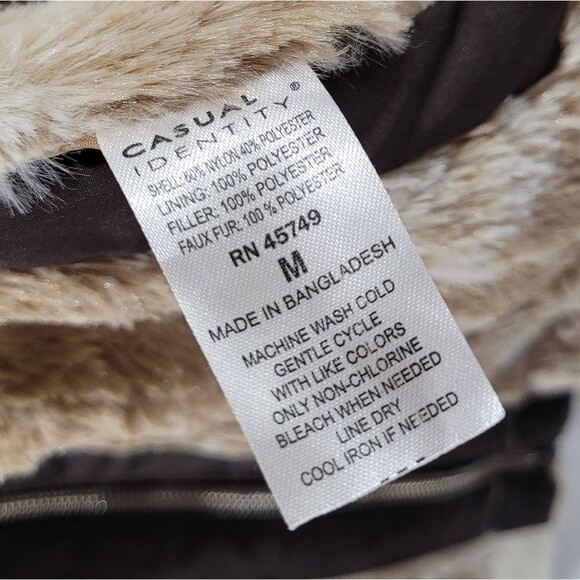 CASUAL
IDENTITY®
SHELL: 60% NYLON 40% POLYESTER
LINING: 100% POLYESTER
FILLER: 100% POLYESTER
FAUX FUR: 100 % POLYESTER
RN 45749
M
MADE IN BANGLADESH
MACHINE WASH COLD
GENTLE CYCLE
WITH LIKE COLORS
ONLY NON-CHLORINE
BLEACH WHEN NEEDED
LINE DRY
COOL IRON IF NEEDED